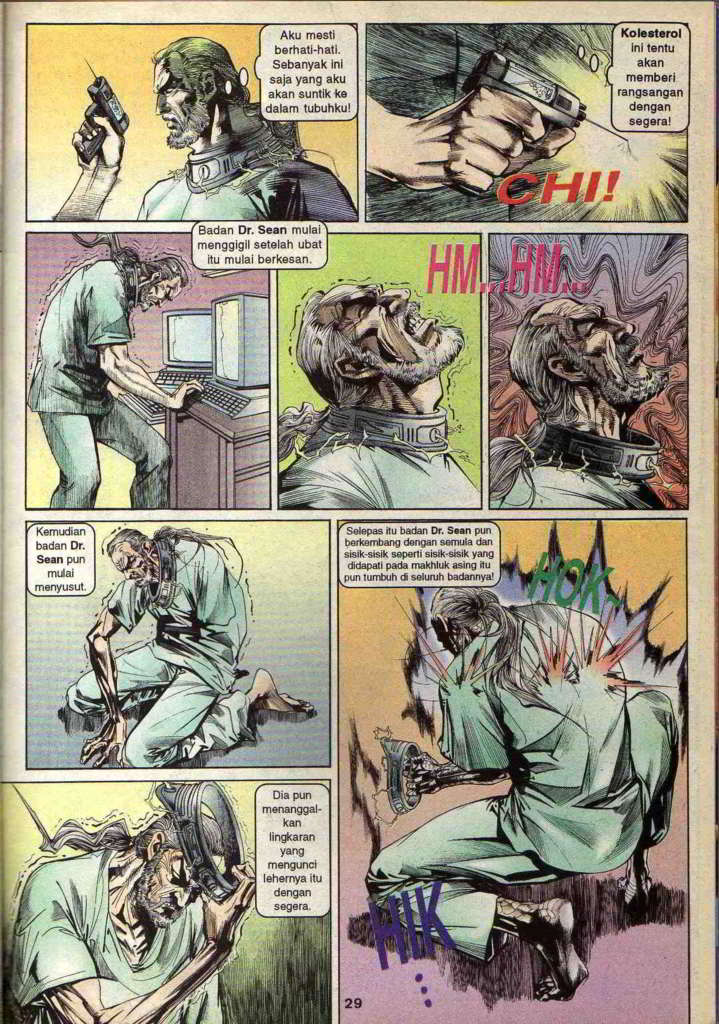 Aku mesti
berhati-hati.
Sebanyak ini
saja yang aku
akan suntik ke
dalam tubuhku!
Kolesterol
ini tentu
akan
memberi
rangsangan
dengan
segera!
CHI!
Badan Dr. Sean mulai
menggigil setelah ubat
itu mulai berkesan.
HM...HM...
Kemudian
badan Dr.
Sean pun
mulai
menyusut.
Selepas itu badan Dr. Sean pun
berkembang dengan semula dan
sisik-sisik seperti sisik-sisik yang
didapati pada makhluk asing itu
pun tumbuh di seluruh badannya!
HOK~
Dia pun
menanggal-
kan
lingkaran
yang
mengunci
lehernya itu
dengan
segera.
HIK
...
29